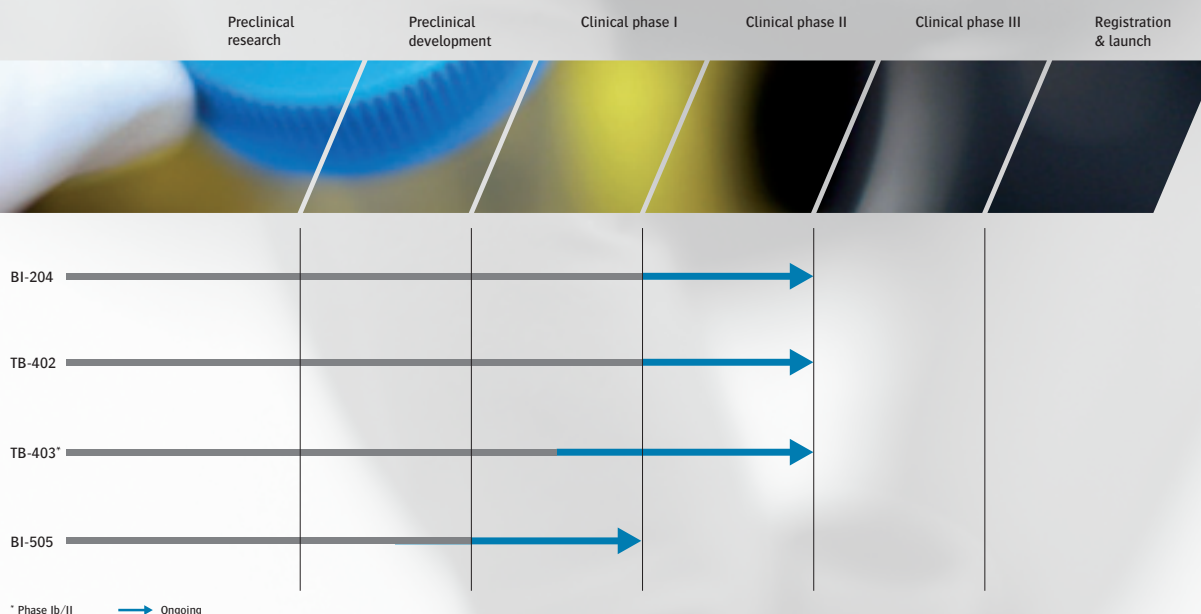 Preclinical
research
Preclinical
development
Clinical phase I
Clinical phase II
Clinical phase III
Registration
& launch
BI-204
TB-402
TB-403*
BI-505
* Phase Ib/II
Ongoing